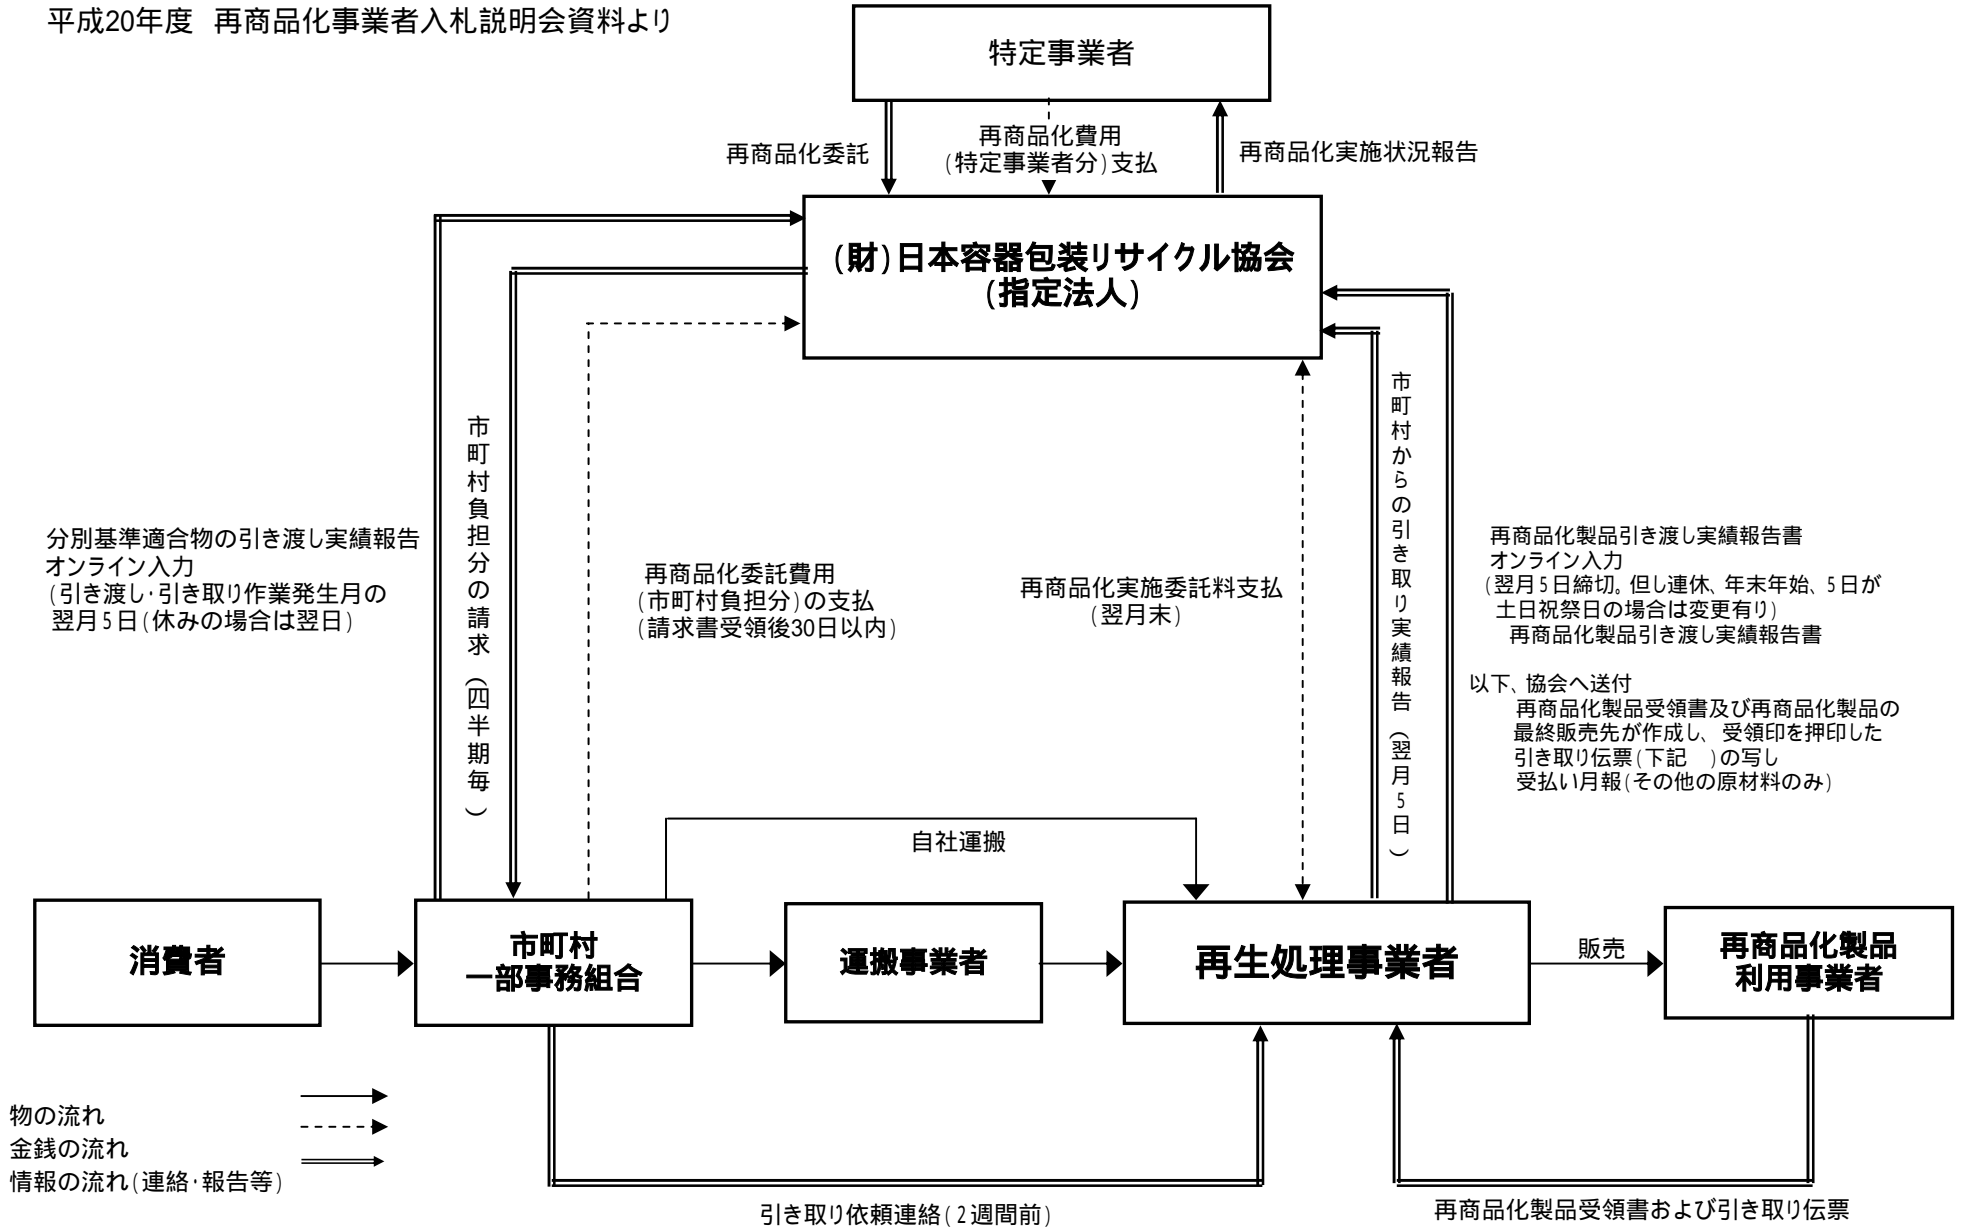 平成20年度 再商品化事業者入札説明会資料より
特定事業者
再商品化委託
再商品化費用
(特定事業者分)支払
再商品化実施状況報告
(財)日本容器包装リサイクル協会
(指定法人)
市町村負担分の請求(四半期毎)
市町村からの引き取り実績報告(翌月5日)
分別基準適合物の引き渡し実績報告
オンライン入力
(引き渡し・引き取り作業発生月の
翌月5日(休みの場合は翌日)
再商品化委託費用
(市町村負担分)の支払
(請求書受領後30日以内)
再商品化実施委託料支払
(翌月末)
再商品化製品引き渡し実績報告書
オンライン入力
(翌月5日締切。但し連休、年末年始、5日が
土日祝祭日の場合は変更有り)
再商品化製品引き渡し実績報告書
以下、協会へ送付
再商品化製品受領書及び再商品化製品の
最終販売先が作成し、受領印を押印した
引き取り伝票(下記 )の写し
受払い月報(その他の原材料のみ)
自社運搬
消費者
市町村
一部事務組合
運搬事業者
再生処理事業者
販売
再商品化製品
利用事業者
物の流れ
金銭の流れ
情報の流れ(連絡・報告等)
引き取り依頼連絡(2週間前)
再商品化製品受領書および引き取り伝票